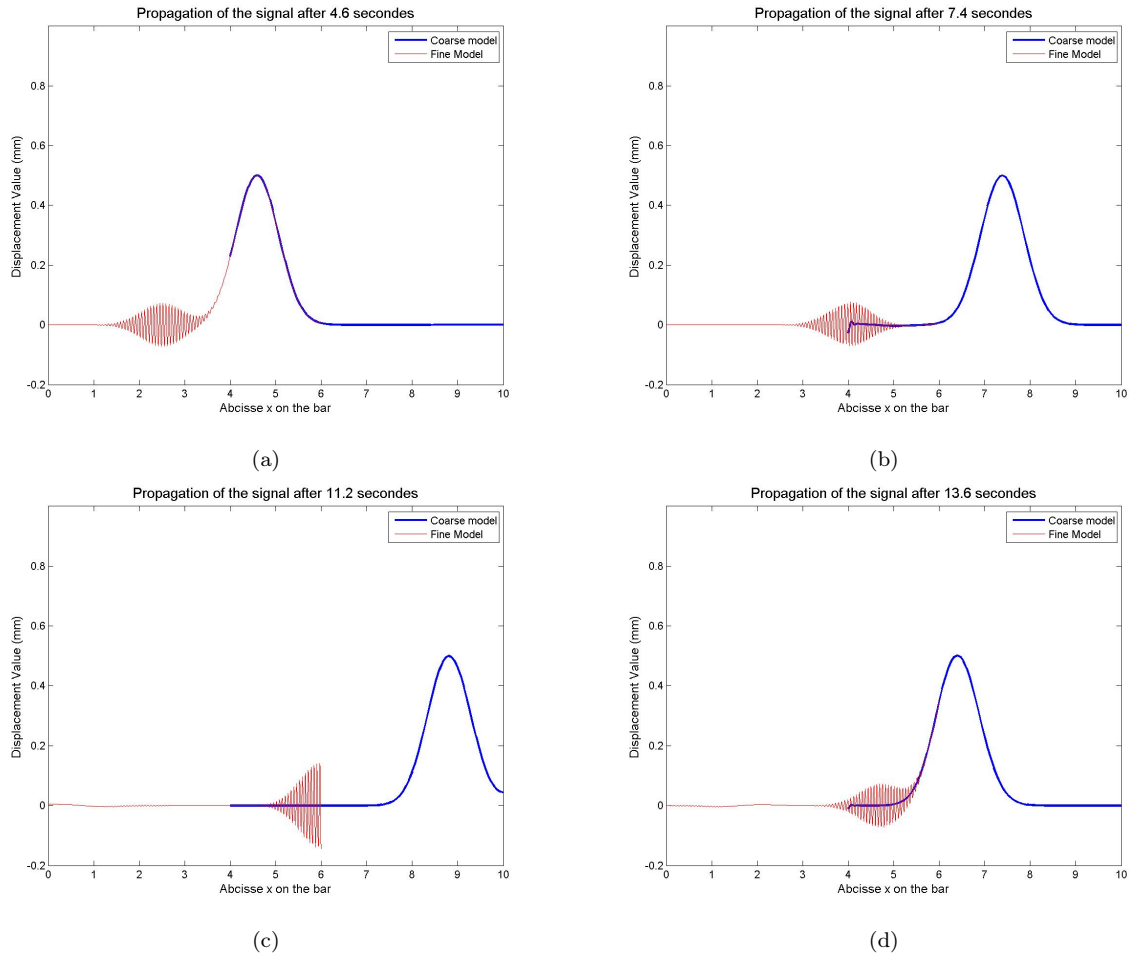 Propagation of the signal after 4.6 secondes
Coarse model
Fine Model
Displacement Value (mm)
0.8
0.6
0.4
0.2
0
-0.2
0 1 2 3 4 5 6 7 8 9 10
Abcisse x on the bar
(a)
Propagation of the signal after 7.4 secondes
Coarse model
Fine Model
Displacement Value (mm)
0.8
0.6
0.4
0.2
0
-0.2
0 1 2 3 4 5 6 7 8 9 10
Abcisse x on the bar
(b)
Propagation of the signal after 11.2 secondes
Coarse model
Fine Model
Displacement Value (mm)
0.8
0.6
0.4
0.2
0
-0.2
0 1 2 3 4 5 6 7 8 9 10
Abcisse x on the bar
(c)
Propagation of the signal after 13.6 secondes
Coarse model
Fine Model
Displacement Value (mm)
0.8
0.6
0.4
0.2
0
-0.2
0 1 2 3 4 5 6 7 8 9 10
Abcisse x on the bar
(d)